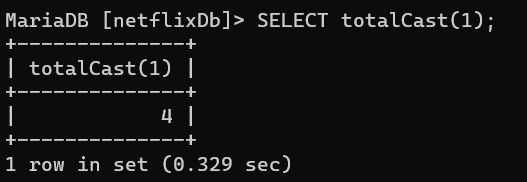 MariaDB [netflixDb]> SELECT totalCast(1);
+--------------+
| totalCast(1) |
+--------------+
|            4 |
+--------------+
1 row in set (0.329 sec)